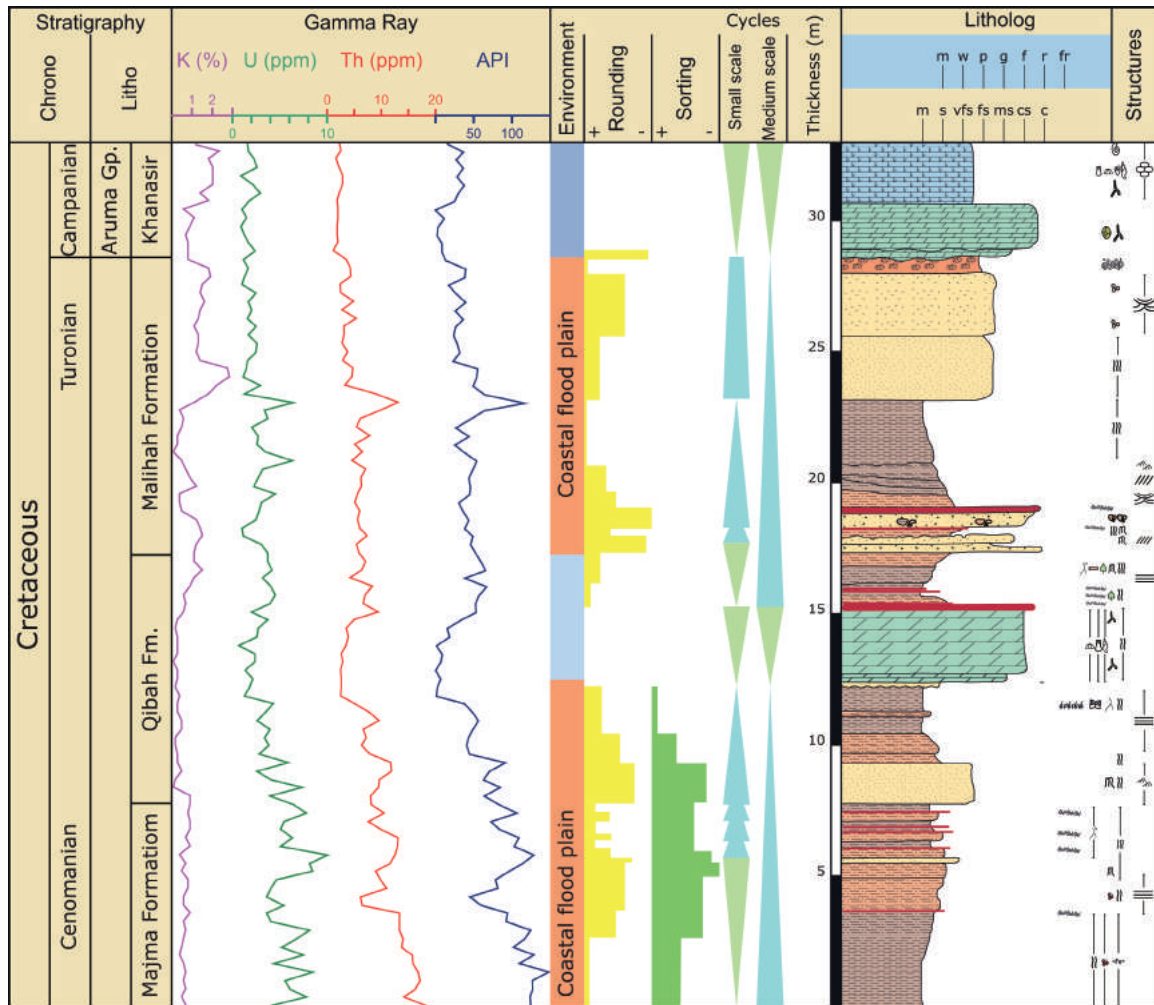 Stratigraphy
Gamma Ray
Cycles
Litholog
Chrono
Litho
K (%)
U (ppm)
Th (ppm)
API
Environment
Rounding
Sorting
Small scale
Medium scale
Thickness (m)
Structures
m w p g f r fr
m s vfs fs ms cs c
1 2
0 10
0 10 20
50 100
+ -
+ -
Cretaceous
Campanian
Turonian
Cenomanian
Aruma Gp.
Khanasir
Malihah Formation
Qibah Fm.
Majma Formatiom
Coastal flood plain
Coastal flood plain
30
25
20
15
10
5